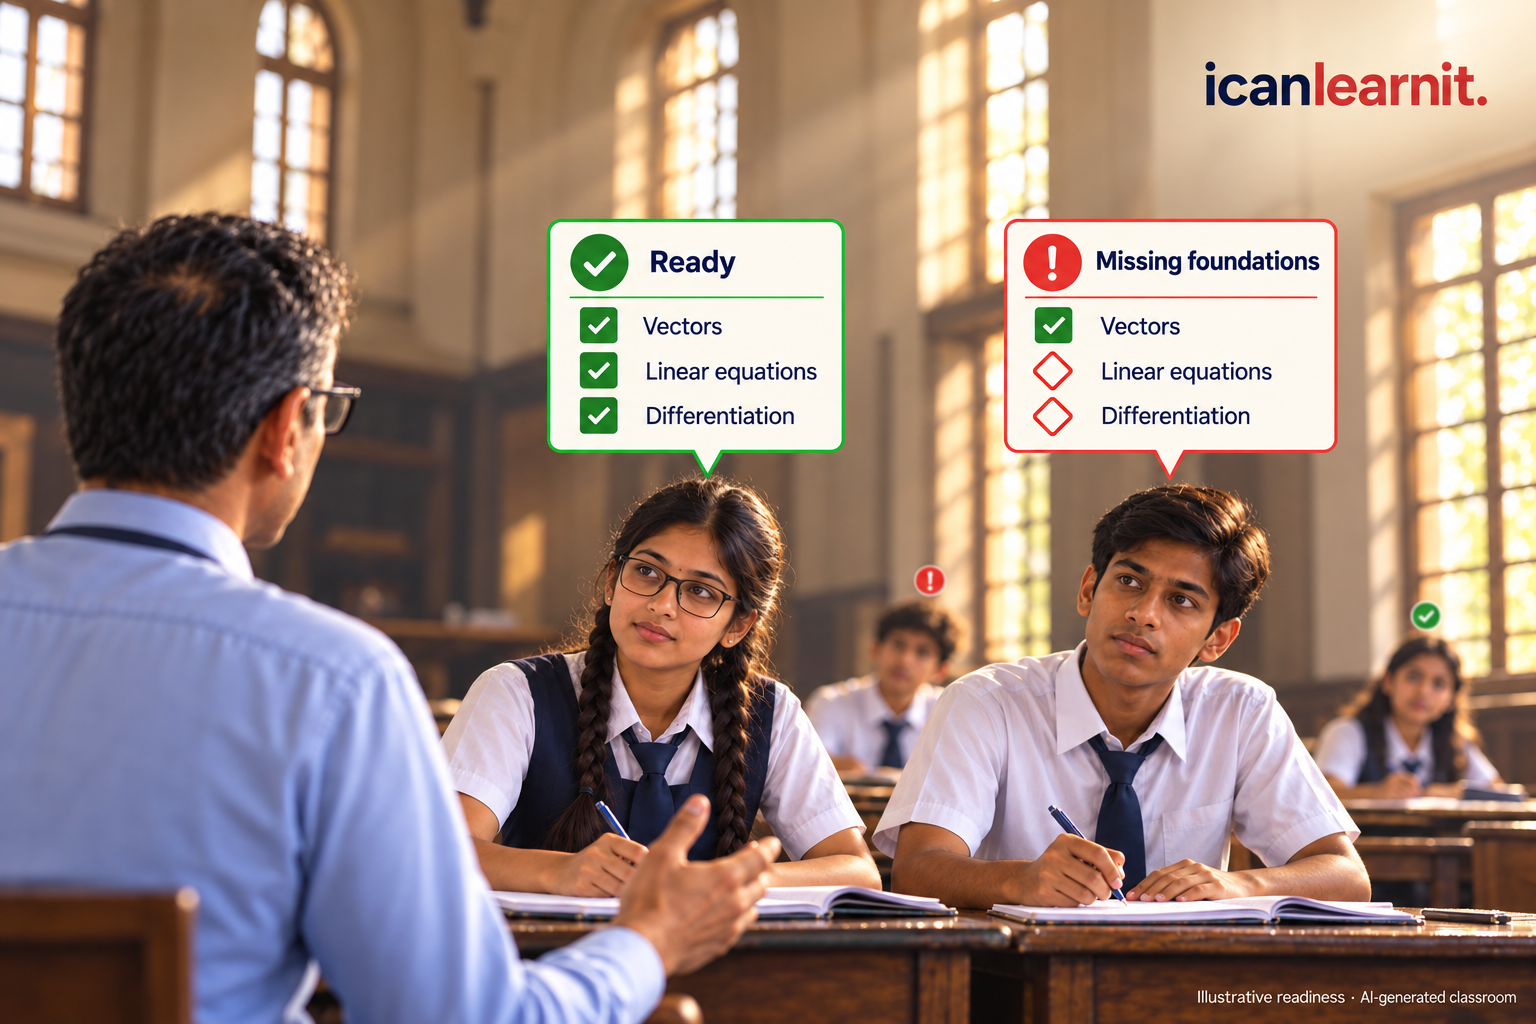 icanlearnit.
Ready
Vectors
Linear equations
Differentiation
Missing foundations
Vectors
Linear equations
Differentiation
Illustrative readiness · AI-generated classroom